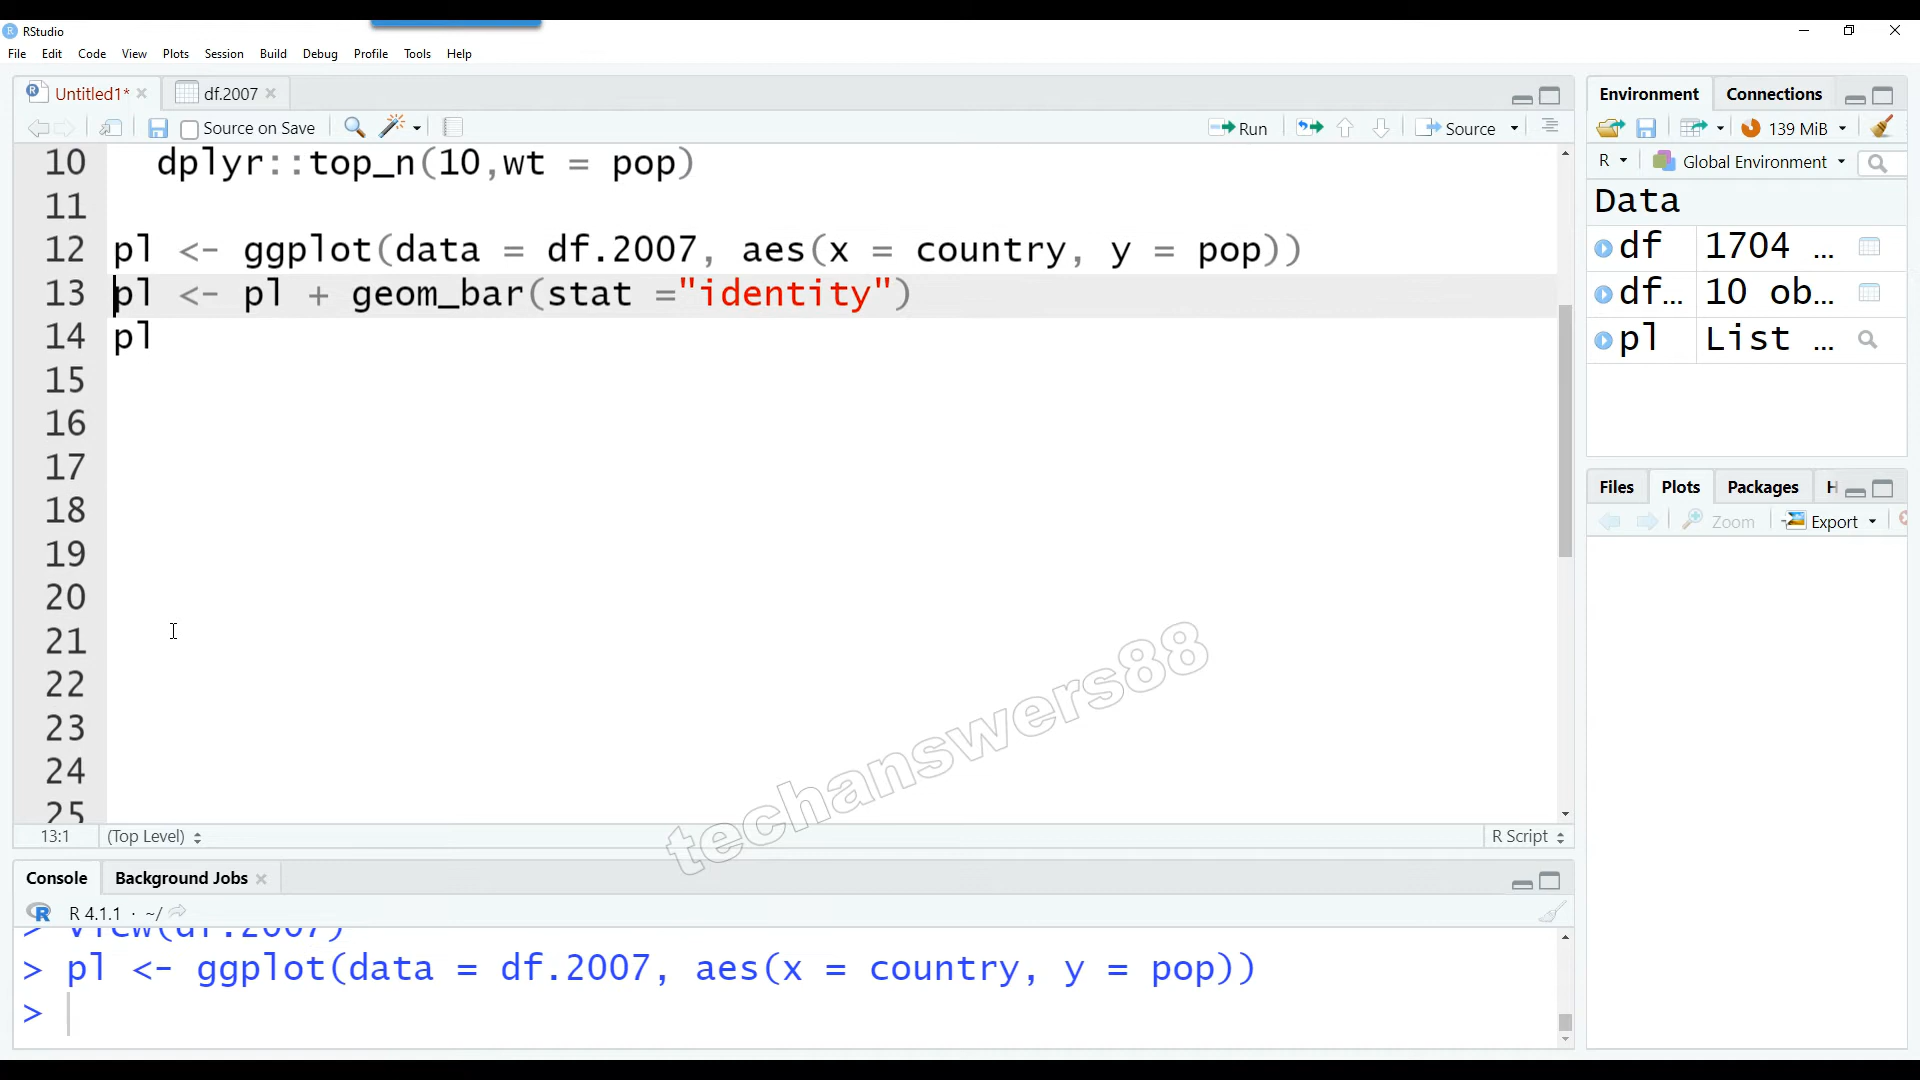 RStudio
File Edit Code View Plots Session Build Debug Profile Tools Help
Untitled1* df.2007
Source on Save Run Source
10 dplyr::top_n(10,wt = pop)
11
12 pl <- ggplot(data = df.2007, aes(x = country, y = pop))
13 pl <- pl + geom_bar(stat ="identity")
14 pl
15
16
17
18
19
20
21
22
23
24
25
13:1 (Top Level) R Script
Console Background Jobs
R 4.1.1 · ~/
> View(df.2007)
> pl <- ggplot(data = df.2007, aes(x = country, y = pop))
>
Environment Connections
139 MiB
R Global Environment
Data
df 1704 ...
df... 10 ob...
pl List ...
Files Plots Packages H
Zoom Export
techanswers88